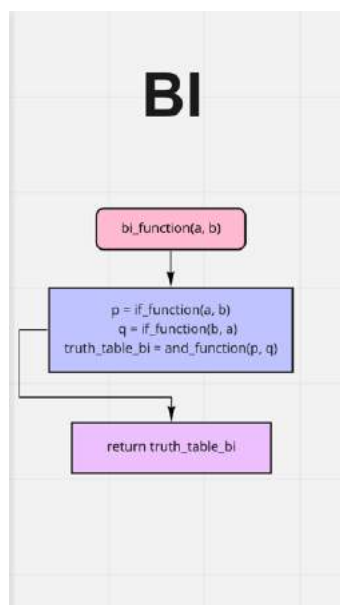 BI
bi_function(a, b)
p = if_function(a, b)
q = if_function(b, a)
truth_table_bi = and_function(p, q)
return truth_table_bi